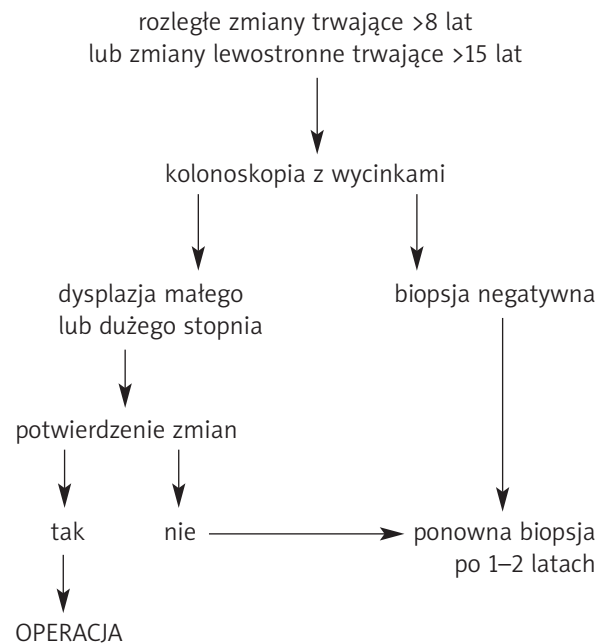 rozległe zmiany trwające >8 lat
lub zmiany lewostronne trwające >15 lat
kolonoskopia z wycinkami
dysplazja małego
lub dużego stopnia
biopsja negatywna
potwierdzenie zmian
tak
nie
ponowna biopsja
po 1–2 latach
OPERACJA